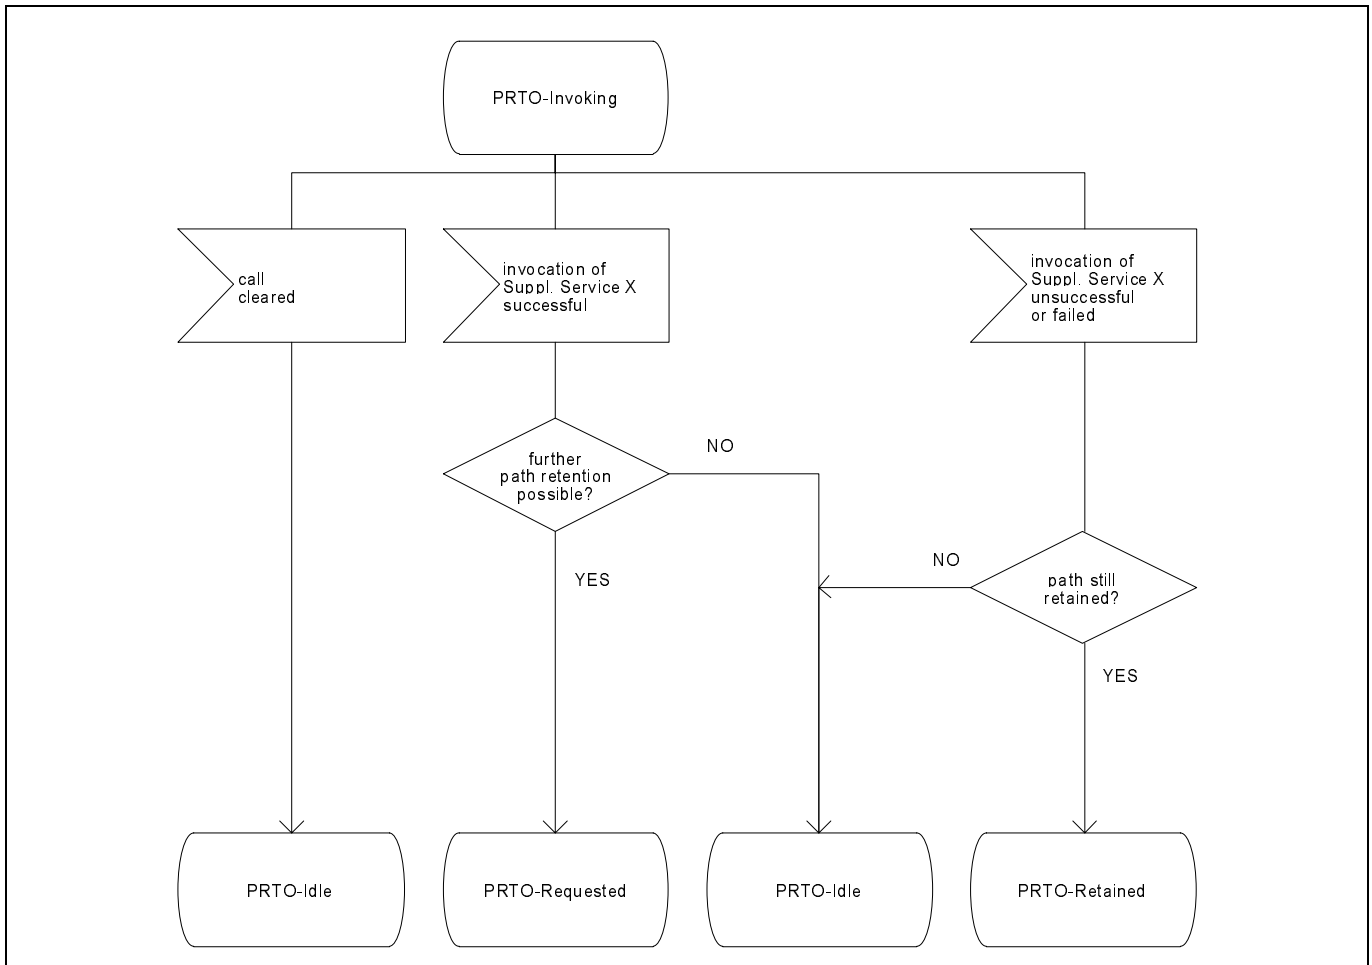 PRTO-Invoking
call
cleared
invocation of
Suppl. Service X
successful
invocation of
Suppl. Service X
unsuccessful
or failed
further
path retention
possible?
NO
YES
NO
path still
retained?
YES
PRTO-Idle
PRTO-Requested
PRTO-Idle
PRTO-Retained